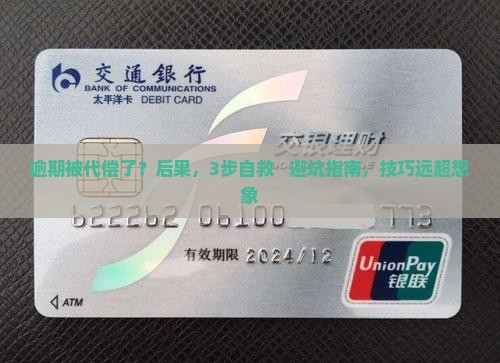 交通銀行
BANK OF COMMUNICATIONS
太平洋卡 DEBIT CARD
交银理财
逾期被代偿了？后果，3步自救+避坑指南，技巧远超想
象
622262 06100
有效期限 2024/12
UnionPay
银联
ATM